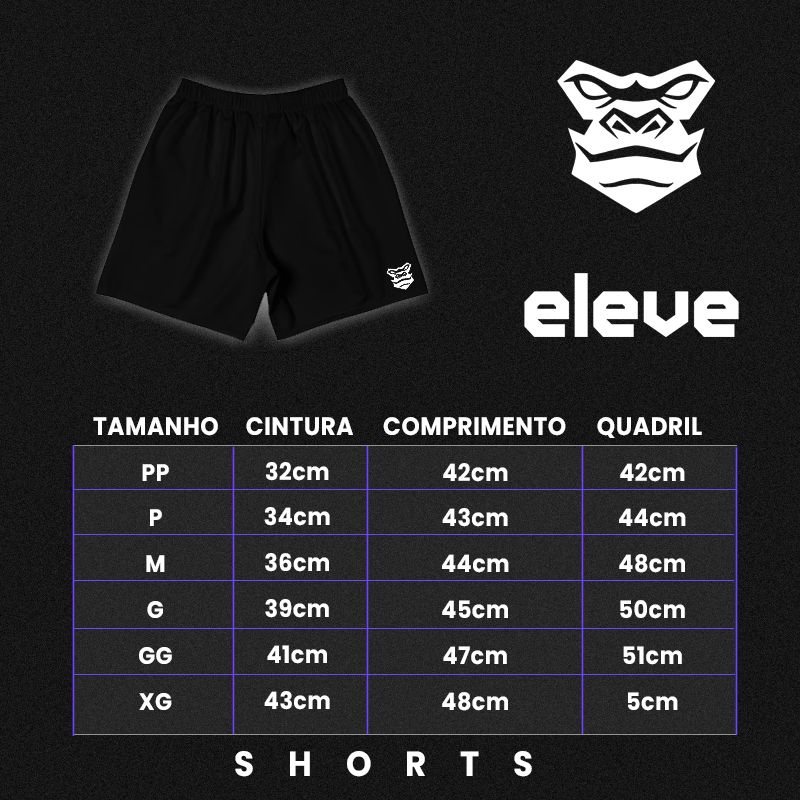 eleve
TAMANHO CINTURA COMPRIMENTO QUADRIL
PP 32cm 42cm 42cm
P 34cm 43cm 44cm
M 36cm 44cm 48cm
G 39cm 45cm 50cm
GG 41cm 47cm 51cm
XG 43cm 48cm 5cm
SHORTS